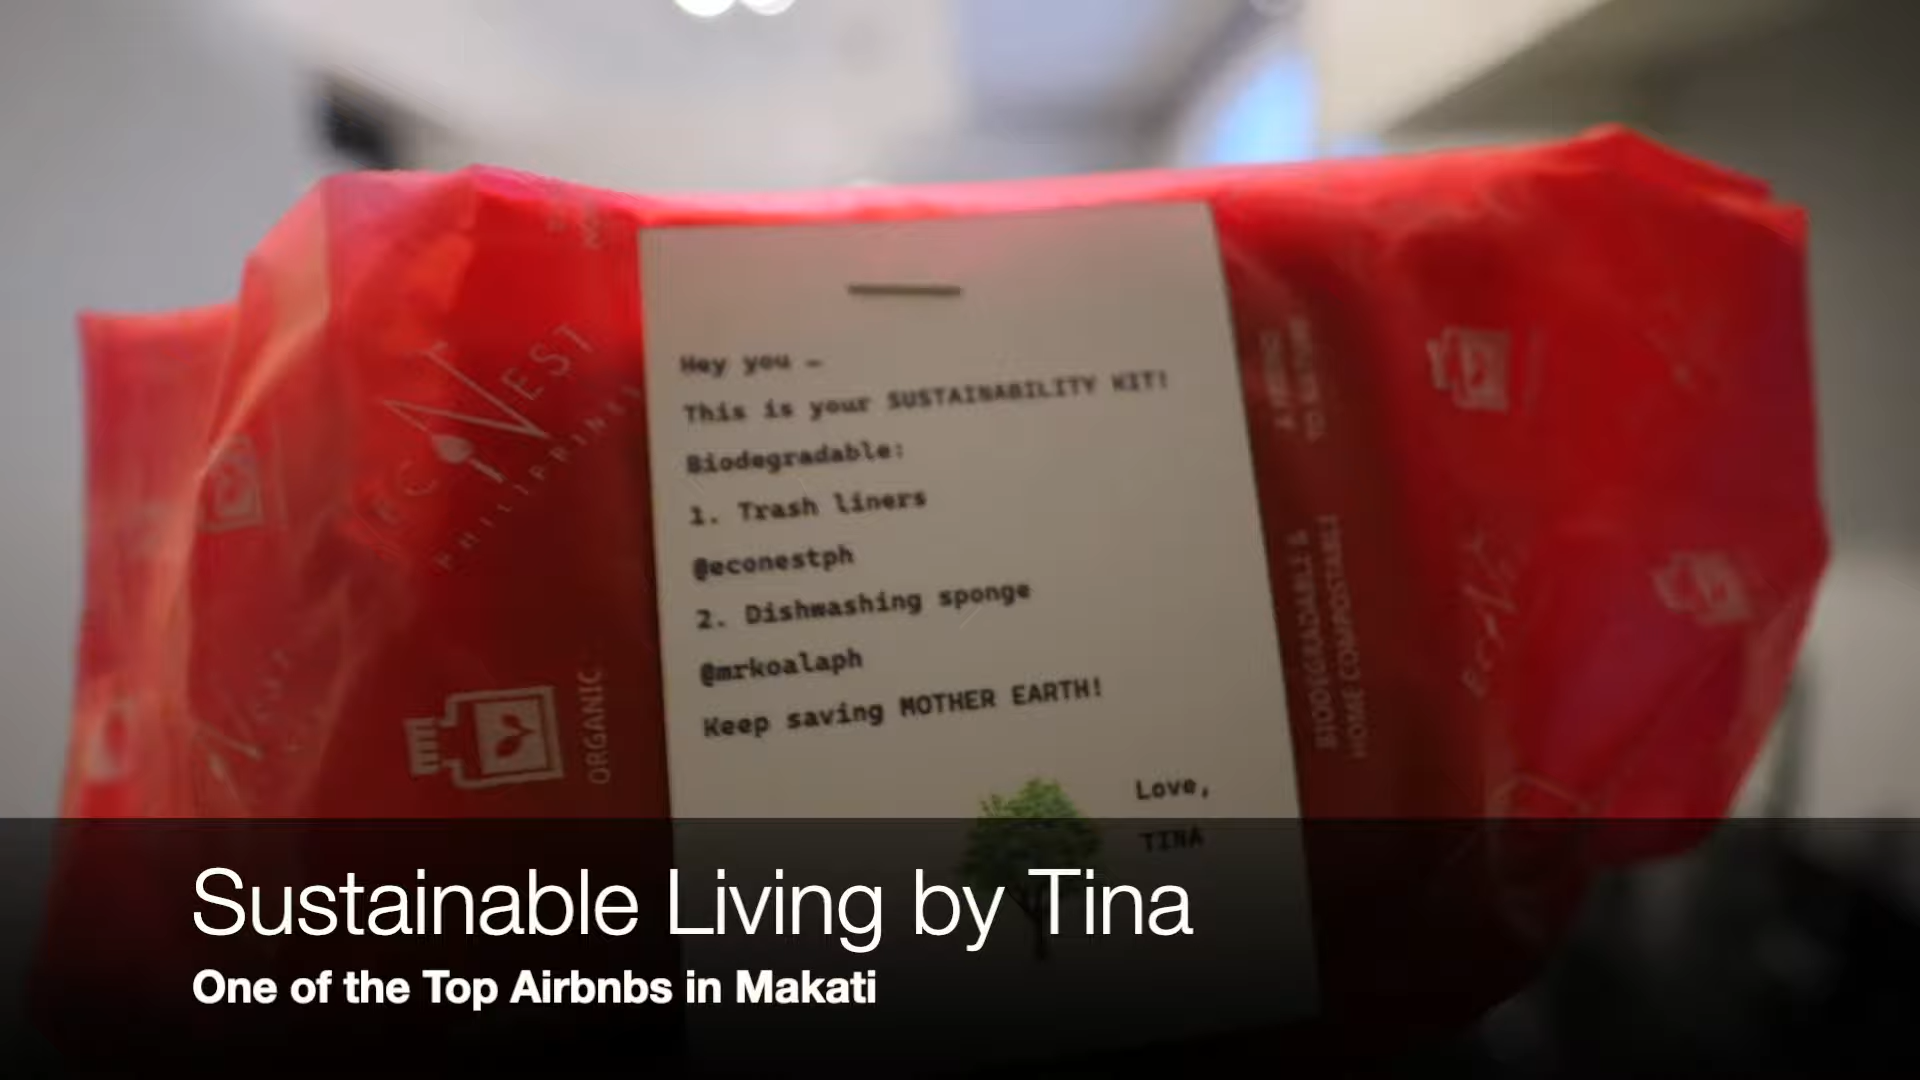 Hey you –
This is your SUSTAINABILITY KIT!
Biodegradable:
1. Trash liners
@econestph
2. Dishwashing sponge
@mrkoalaph
Keep saving MOTHER EARTH!
Love,
TINA
NEST
PHILIPPINES
ORGANIC
BIODEGRADABLE &
HOME COMPOSTABLE
Sustainable Living by Tina
One of the Top Airbnbs in Makati